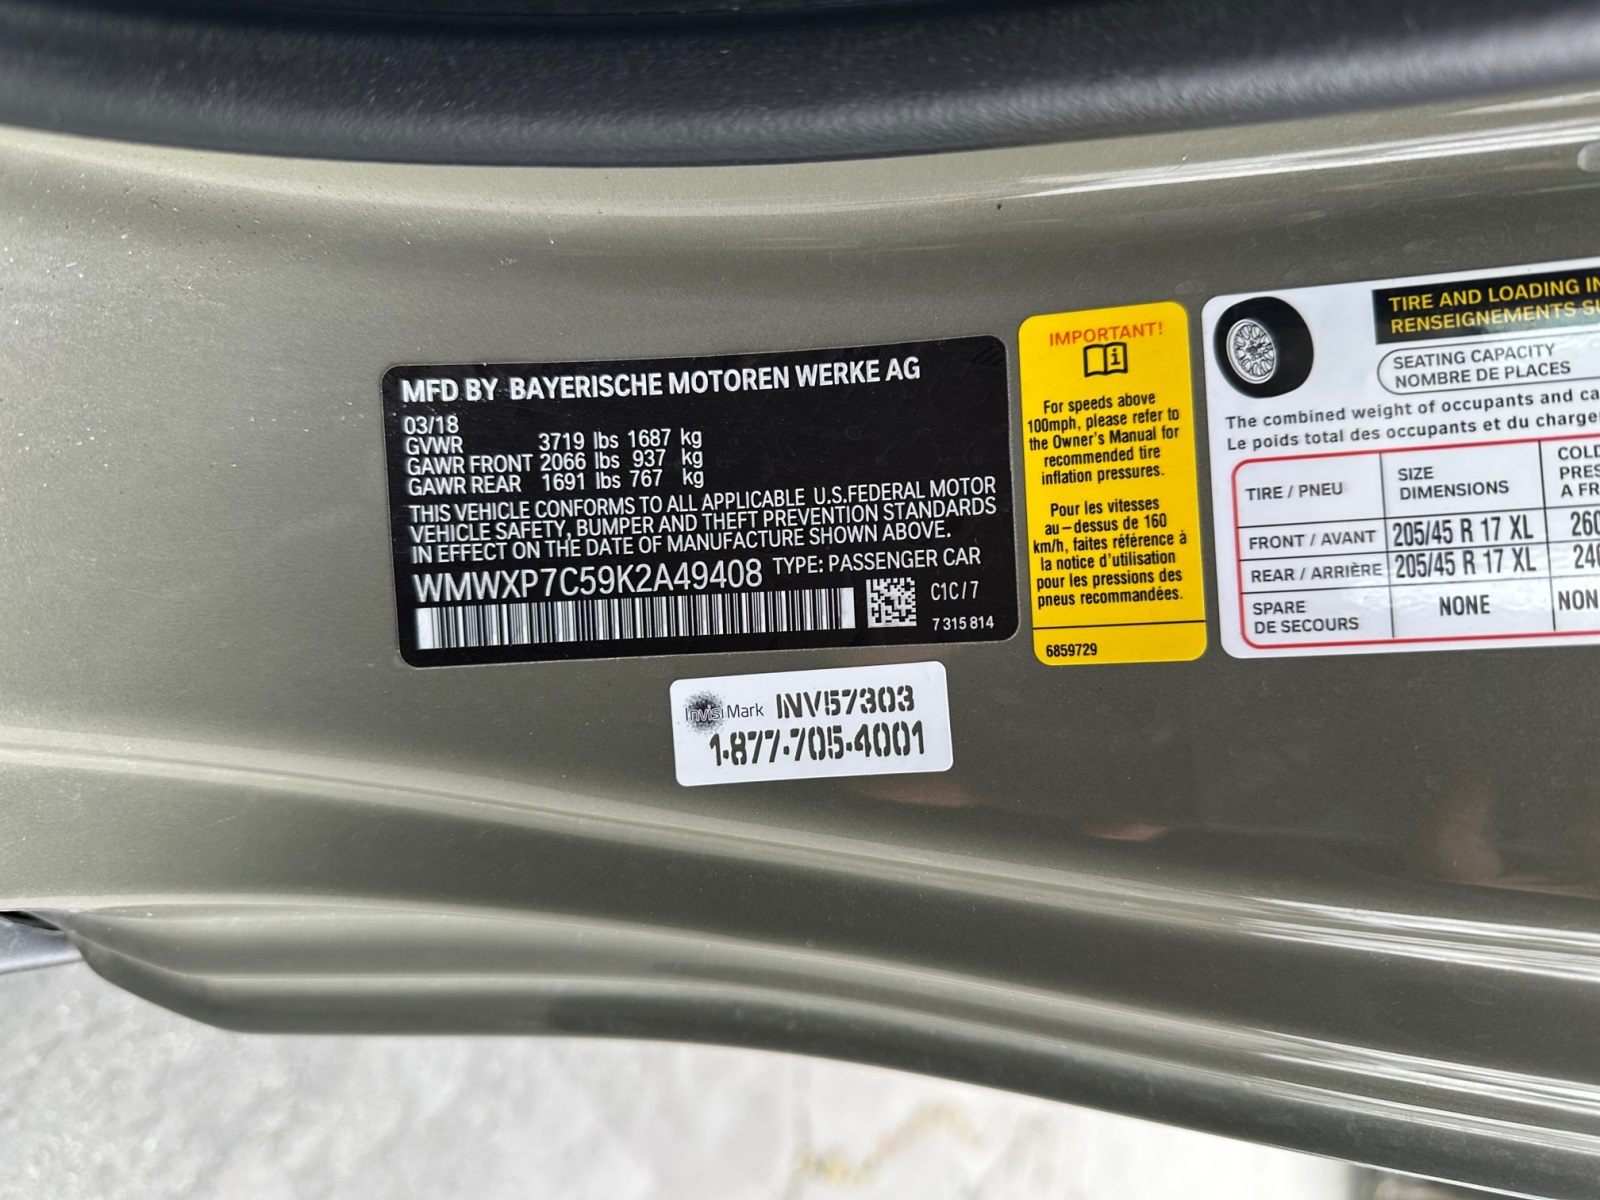 MFD BY BAYERISCHE MOTOREN WERKE AG
03/18
GVWR 3719 lbs 1687 kg
GAWR FRONT 2066 lbs 937 kg
GAWR REAR 1691 lbs 767 kg
THIS VEHICLE CONFORMS TO ALL APPLICABLE U.S.FEDERAL MOTOR
VEHICLE SAFETY, BUMPER AND THEFT PREVENTION STANDARDS
IN EFFECT ON THE DATE OF MANUFACTURE SHOWN ABOVE.
WMWXP7C59K2A49408 TYPE: PASSENGER CAR
C1C/7
7 315 814
InvisiMark INV57303
1-877-705-4001
IMPORTANT!
For speeds above
100mph, please refer to
the Owner's Manual for
recommended tire
inflation pressures.
Pour les vitesses
au-dessus de 160
km/h, faites référence à
la notice d'utilisation
pour les pressions des
pneus recommandées.
6859729
TIRE AND LOADING
RENSEIGNEMENTS
SEATING CAPACITY
NOMBRE DE PLACES
The combined weight of occupants and
Le poids total des occupants et du
TIRE / PNEU
SIZE
DIMENSIONS
COLD
FRONT / AVANT 205/45 R 17 XL
REAR / ARRIÈRE 205/45 R 17 XL
SPARE
DE SECOURS
NONE